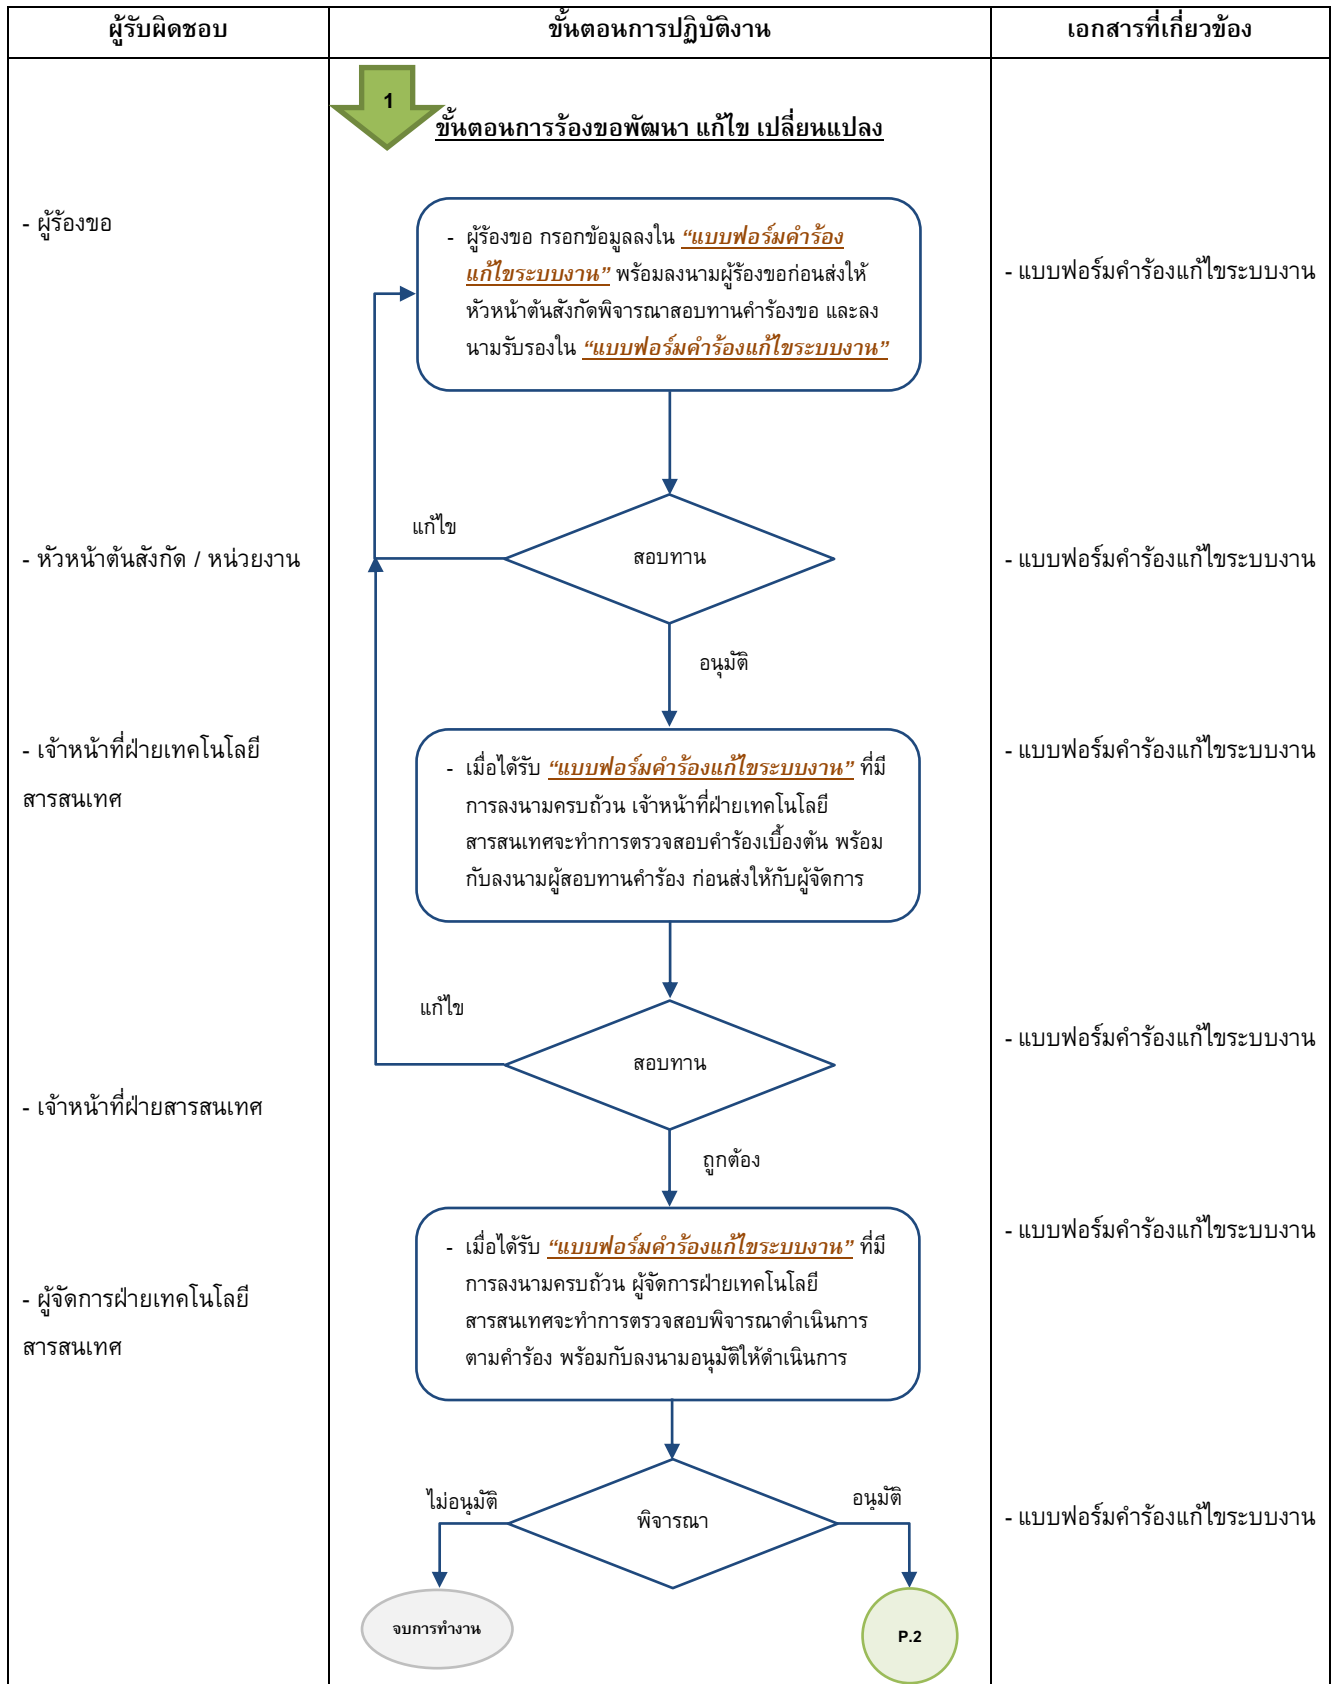 ผู้รับผิดชอบ
ขั้นตอนการปฏิบัติงาน
เอกสารที่เกี่ยวข้อง
1
ขั้นตอนการร้องขอพัฒนา แก้ไข เปลี่ยนแปลง
- ผู้ร้องขอ
- ผู้ร้องขอ กรอกข้อมูลลงใน “แบบฟอร์มคำร้อง
แก้ไขระบบงาน” พร้อมลงนามผู้ร้องขอก่อนส่งให้
หัวหน้าต้นสังกัดพิจารณาสอบทานคำร้องขอ และลง
นามรับรองใน “แบบฟอร์มคำร้องแก้ไขระบบงาน”
- แบบฟอร์มคำร้องแก้ไขระบบงาน
แก้ไข
- หัวหน้าต้นสังกัด / หน่วยงาน
สอบทาน
- แบบฟอร์มคำร้องแก้ไขระบบงาน
อนุมัติ
- เจ้าหน้าที่ฝ่ายเทคโนโลยี
สารสนเทศ
- เมื่อได้รับ “แบบฟอร์มคำร้องแก้ไขระบบงาน” ที่มี
การลงนามครบถ้วน เจ้าหน้าที่ฝ่ายเทคโนโลยี
สารสนเทศจะทำการตรวจสอบคำร้องเบื้องต้น พร้อม
กับลงนามผู้สอบทานคำร้อง ก่อนส่งให้กับผู้จัดการ
- แบบฟอร์มคำร้องแก้ไขระบบงาน
แก้ไข
สอบทาน
- แบบฟอร์มคำร้องแก้ไขระบบงาน
- เจ้าหน้าที่ฝ่ายสารสนเทศ
ถูกต้อง
- ผู้จัดการฝ่ายเทคโนโลยี
สารสนเทศ
- เมื่อได้รับ “แบบฟอร์มคำร้องแก้ไขระบบงาน” ที่มี
การลงนามครบถ้วน ผู้จัดการฝ่ายเทคโนโลยี
สารสนเทศจะทำการตรวจสอบพิจารณาดำเนินการ
ตามคำร้อง พร้อมกับลงนามอนุมัติให้ดำเนินการ
- แบบฟอร์มคำร้องแก้ไขระบบงาน
ไม่อนุมัติ
พิจารณา
อนุมัติ
- แบบฟอร์มคำร้องแก้ไขระบบงาน
จบการทำงาน
P.2